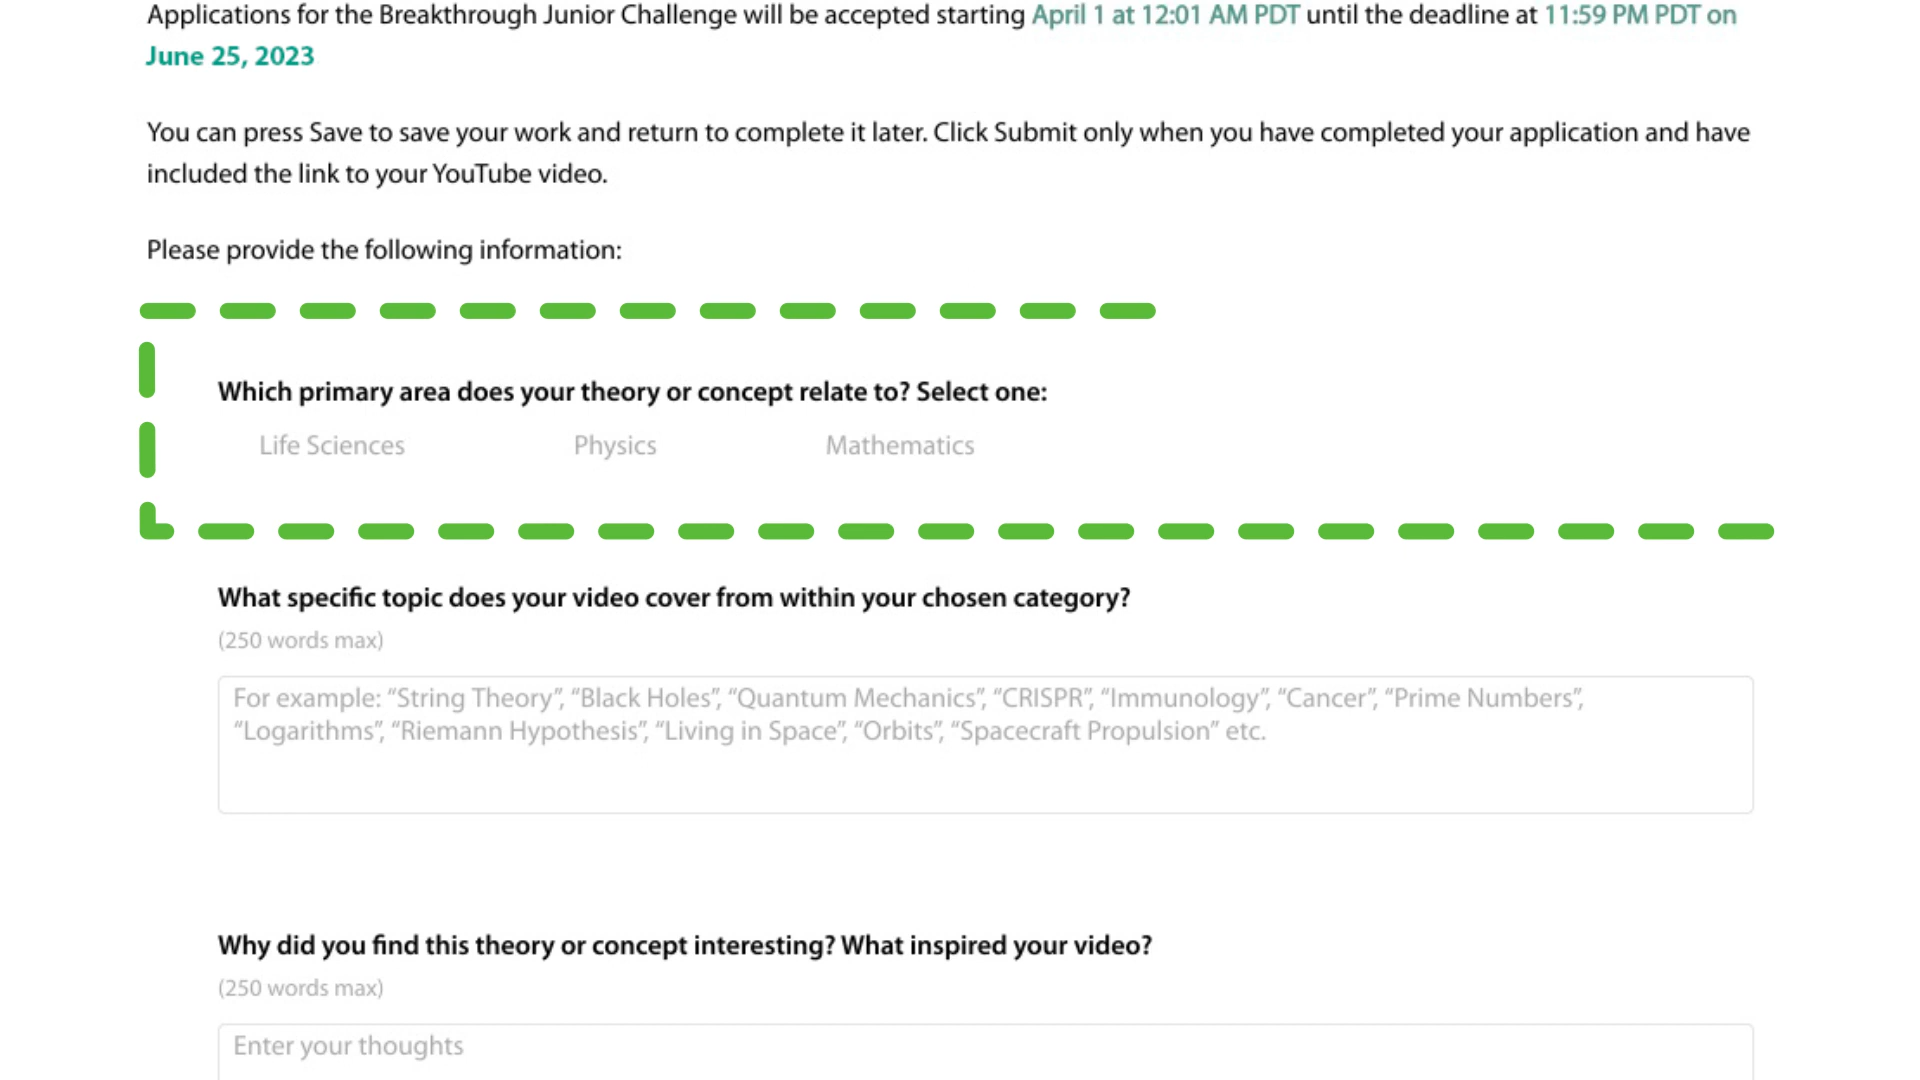 Applications for the Breakthrough Junior Challenge will be accepted starting April 1 at 12:01 AM PDT until the deadline at 11:59 PM PDT on
June 25, 2023
You can press Save to save your work and return to complete it later. Click Submit only when you have completed your application and have
included the link to your YouTube video.
Please provide the following information:
Which primary area does your theory or concept relate to? Select one:
Life Sciences Physics Mathematics
What specific topic does your video cover from within your chosen category?
(250 words max)
For example: “String Theory”, “Black Holes”, “Quantum Mechanics”, “CRISPR”, “Immunology”, “Cancer”, “Prime Numbers”,
“Logarithms”, “Riemann Hypothesis”, “Living in Space”, “Orbits”, “Spacecraft Propulsion” etc.
Why did you find this theory or concept interesting? What inspired your video?
(250 words max)
Enter your thoughts